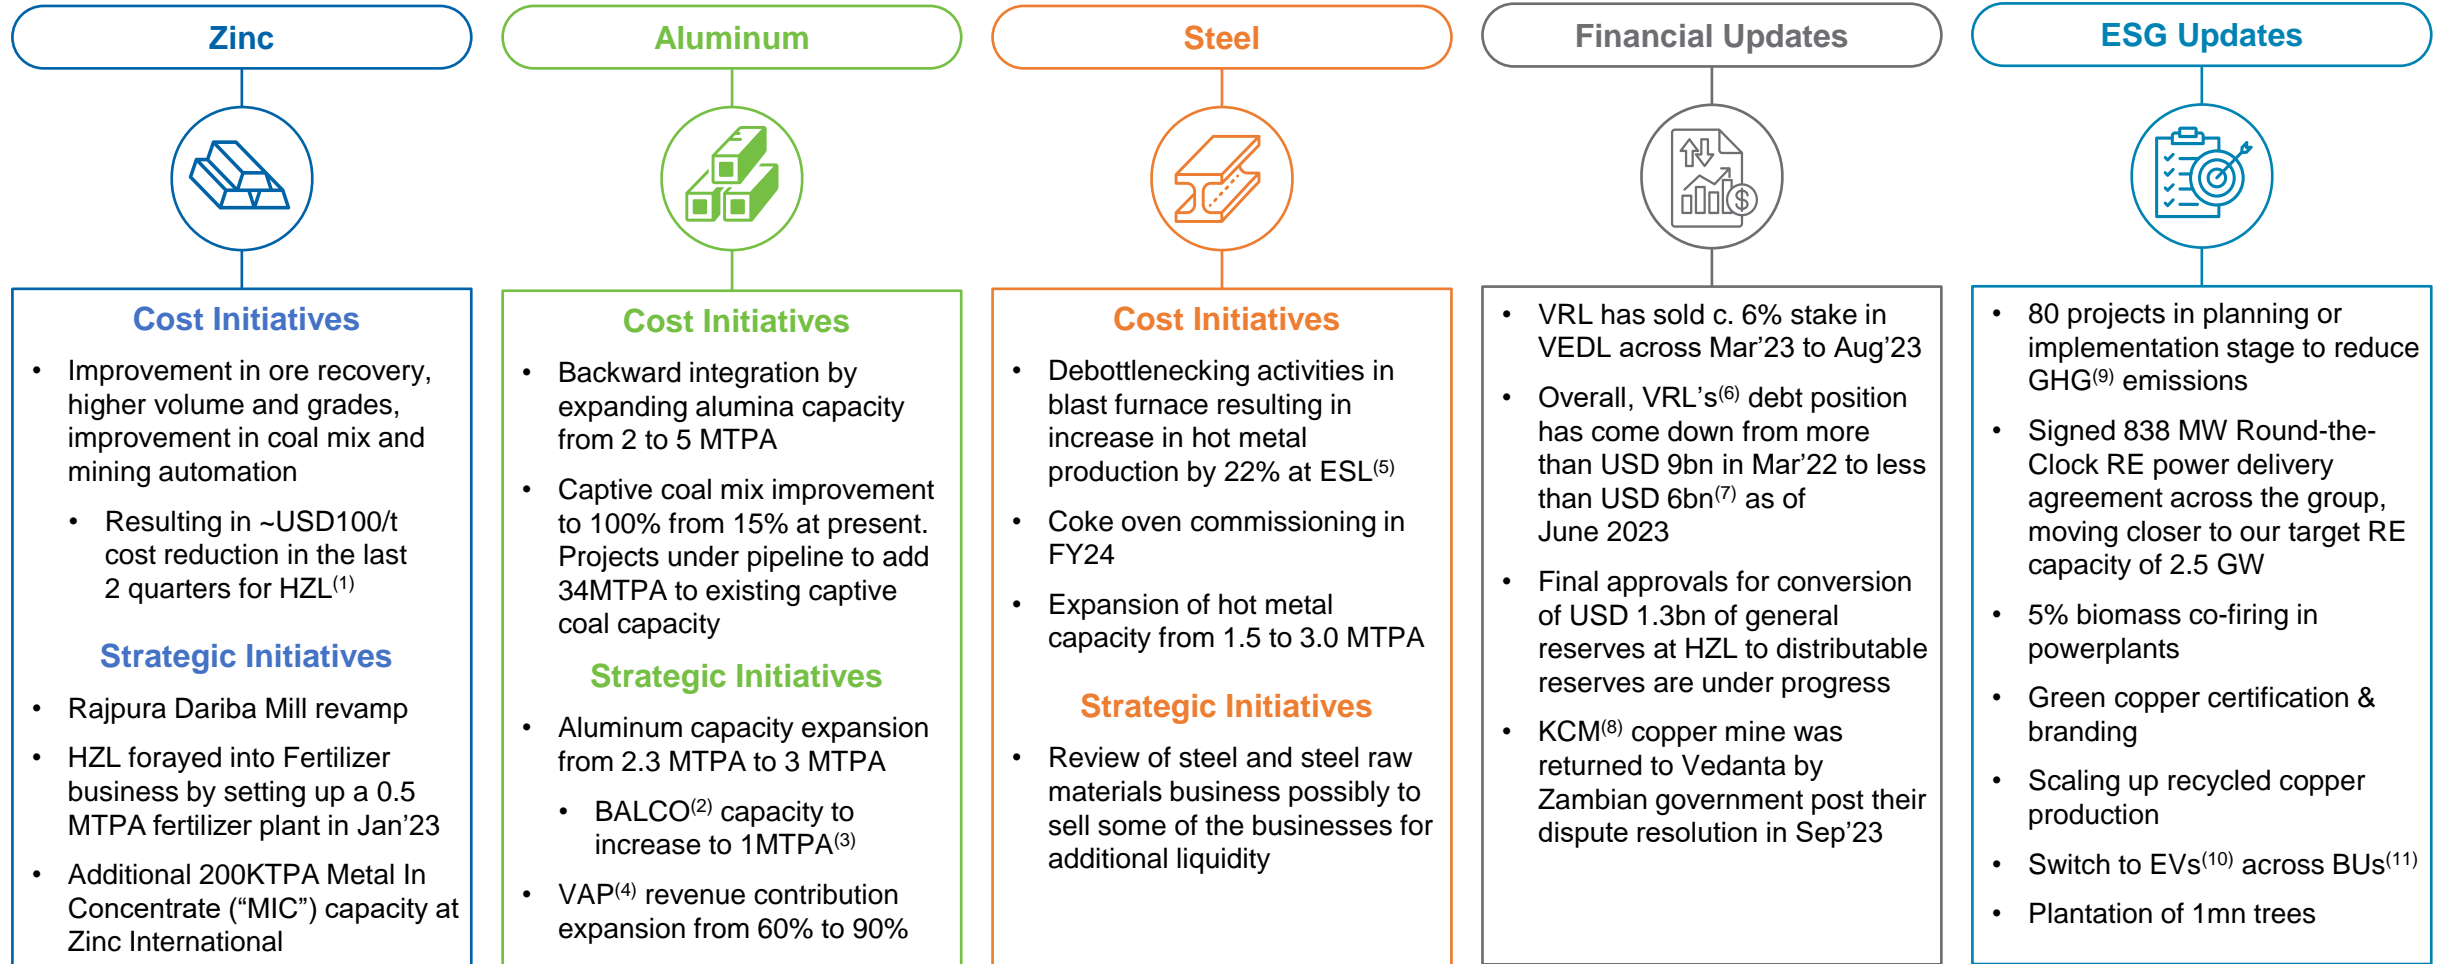 Zinc
Cost Initiatives
• Improvement in ore recovery,
higher volume and grades,
improvement in coal mix and
mining automation
• Resulting in ~USD100/t
cost reduction in the last
2 quarters for HZL(1)
Strategic Initiatives
• Rajpura Dariba Mill revamp
• HZL forayed into Fertilizer
business by setting up a 0.5
MTPA fertilizer plant in Jan'23
• Additional 200KTPA Metal In
Concentrate ("MIC") capacity at
Zinc International
Aluminum
Cost Initiatives
• Backward integration by
expanding alumina capacity
from 2 to 5 MTPA
• Captive coal mix improvement
to 100% from 15% at present.
Projects under pipeline to add
34MTPA to existing captive
coal capacity
Strategic Initiatives
• Aluminum capacity expansion
from 2.3 MTPA to 3 MTPA
• BALCO(2) capacity to
increase to 1MTPA(3)
• VAP(4) revenue contribution
expansion from 60% to 90%
Steel
Cost Initiatives
• Debottlenecking activities in
blast furnace resulting in
increase in hot metal
production by 22% at ESL(5)
• Coke oven commissioning in
FY24
• Expansion of hot metal
capacity from 1.5 to 3.0 MTPA
Strategic Initiatives
• Review of steel and steel raw
materials business possibly to
sell some of the businesses for
additional liquidity
Financial Updates
$
• VRL has sold c. 6% stake in
VEDL across Mar'23 to Aug'23
• Overall, VRL's(6) debt position
has come down from more
than USD 9bn in Mar'22 to less
than USD 6bn(7) as of
June 2023
• Final approvals for conversion
of USD 1.3bn of general
reserves at HZL to distributable
reserves are under progress
• KCM(8) copper mine was
returned to Vedanta by
Zambian government post their
dispute resolution in Sep'23
ESG Updates
• 80 projects in planning or
implementation stage to reduce
GHG(9) emissions
• Signed 838 MW Round-the-
Clock RE power delivery
agreement across the group,
moving closer to our target RE
capacity of 2.5 GW
• 5% biomass co-firing in
powerplants
• Green copper certification &
branding
• Scaling up recycled copper
production
• Switch to EVs(10) across BUs(11)
• Plantation of 1mn trees